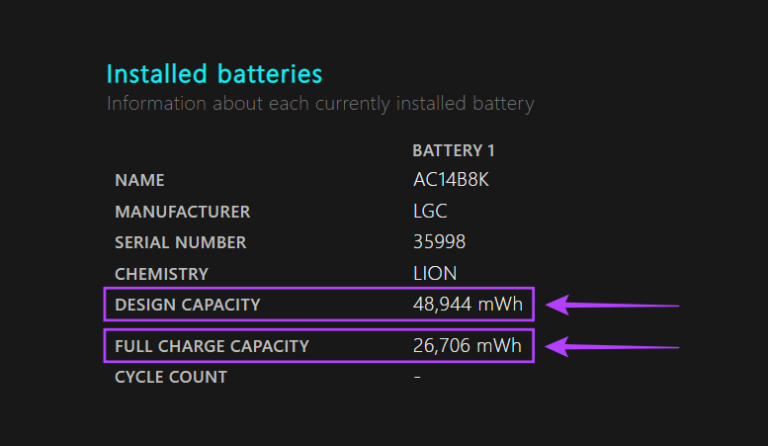 Installed batteries
Information about each currently installed battery
BATTERY 1
NAME AC14B8K
MANUFACTURER LGC
SERIAL NUMBER 35998
CHEMISTRY LION
DESIGN CAPACITY 48,944 mWh
FULL CHARGE CAPACITY 26,706 mWh
CYCLE COUNT -